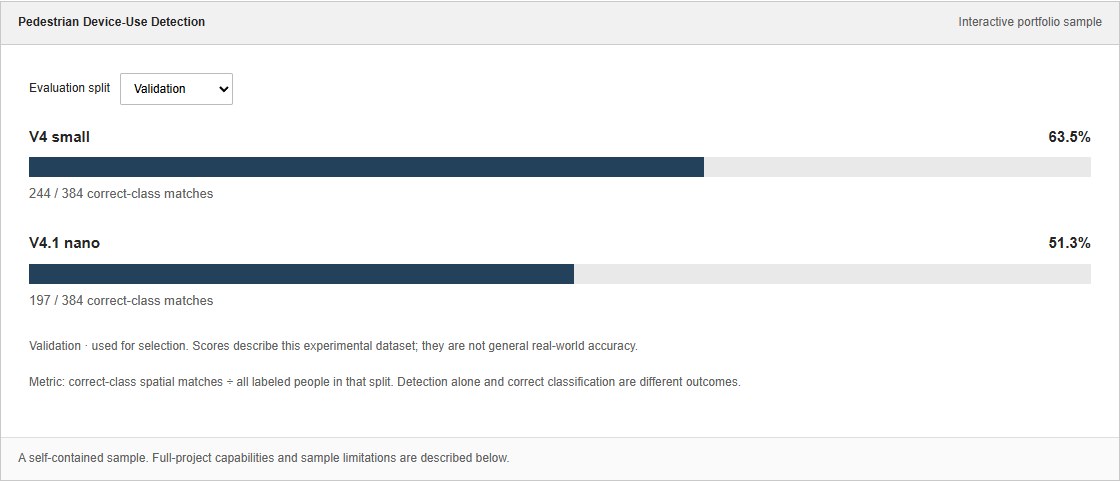 Pedestrian Device-Use Detection
Interactive portfolio sample
Evaluation split
Validation
V4 small
63.5%
244 / 384 correct-class matches
V4.1 nano
51.3%
197 / 384 correct-class matches
Validation · used for selection. Scores describe this experimental dataset; they are not general real-world accuracy.
Metric: correct-class spatial matches ÷ all labeled people in that split. Detection alone and correct classification are different outcomes.
A self-contained sample. Full-project capabilities and sample limitations are described below.